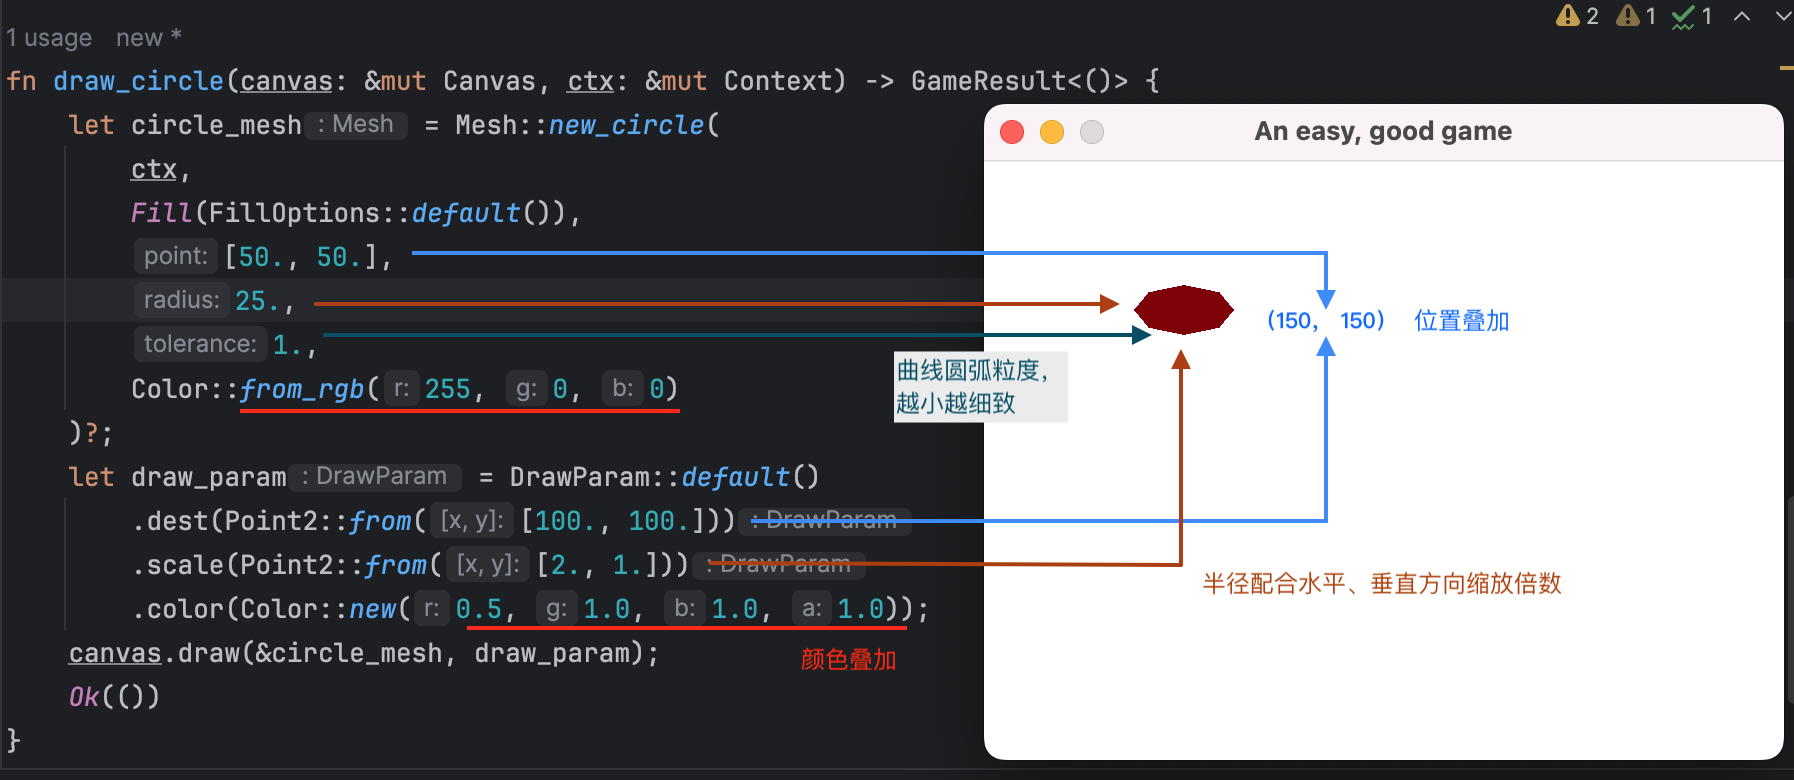 2 1 1
1 usage new *
fn draw_circle(canvas: &mut Canvas, ctx: &mut Context) -> GameResult<()> {
let circle_mesh : Mesh = Mesh::new_circle(
An easy, good game
ctx,
Fill(FillOptions::default()),
point: [50., 50.],
radius: 25.,
(150, 150) 位置叠加
tolerance: 1.,
曲线圆弧粒度,
越小越细致
Color::from_rgb( r: 255, g: 0, b: 0)
)?;
let draw_param : DrawParam = DrawParam::default()
.dest(Point2::from( [x, y]: [100., 100.])) : DrawParam
.scale(Point2::from( [x, y]: [2., 1.])) : DrawParam
半径配合水平、垂直方向缩放倍数
.color(Color::new( r: 0.5, g: 1.0, b: 1.0, a: 1.0));
canvas.draw(&circle_mesh, draw_param);
颜色叠加
Ok(())
}